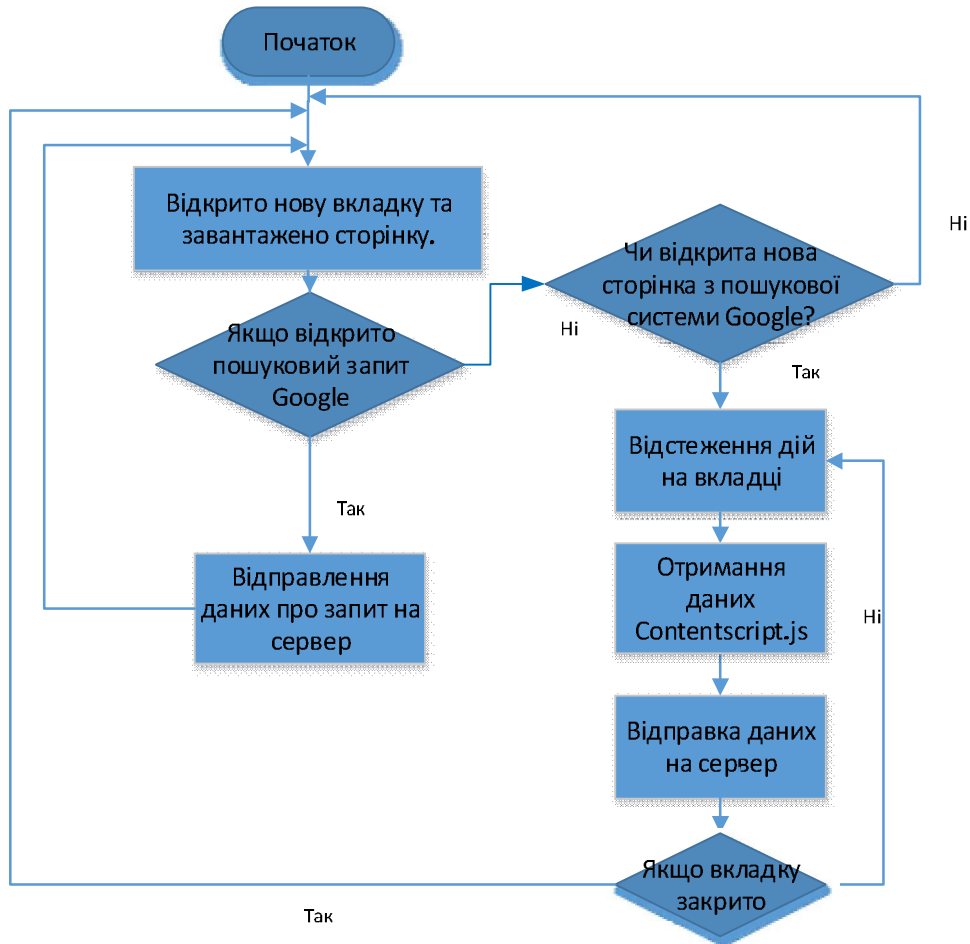 Початок
Відкрито нову вкладку та
завантажено сторінку.
Ні
Чи відкрита нова
сторінка з пошукової
системи Google?
Якщо відкрито
пошуковий запит
Google
Ні
Так
Відстеження дій
на вкладці
Так
Відправлення
даних про запит на
сервер
Отримання
даних
Contentscript.js
Ні
Відправка даних
на сервер
Якщо вкладку
закрито
Так